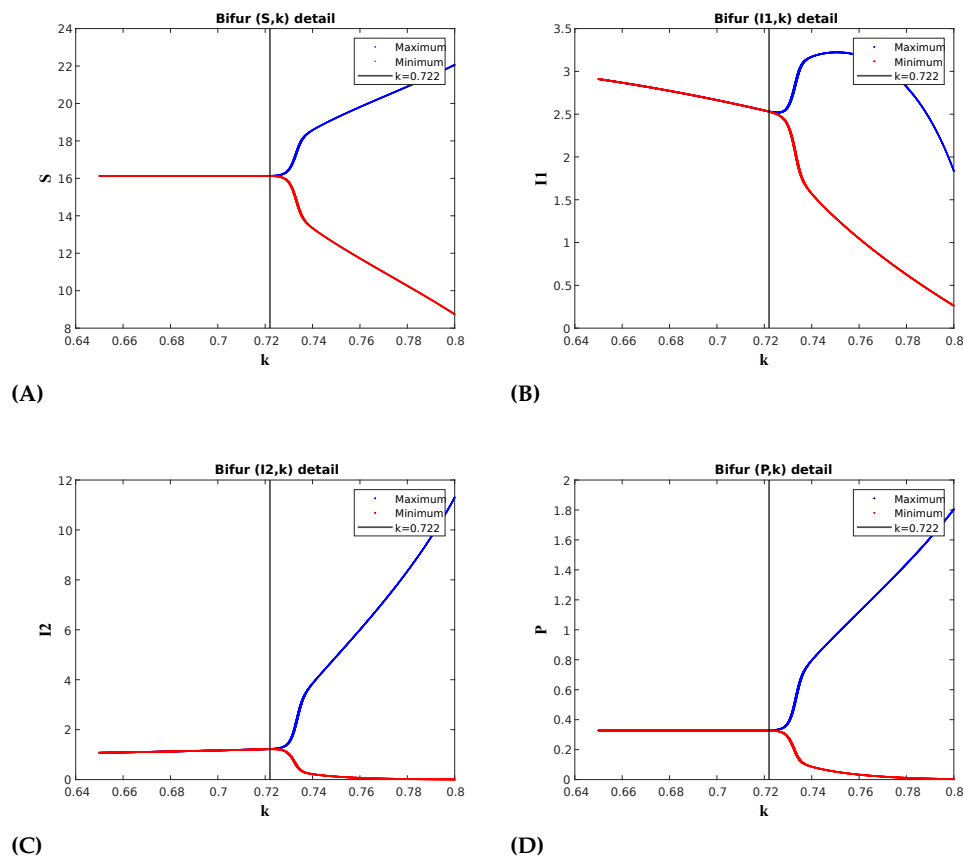 Bifur (S,k) detail
24
22
20
18
16
14
12
10
8
S
Maximum
Minimum
k=0.722
0.64 0.66 0.68 0.7 0.72 0.74 0.76 0.78 0.8
k
(A)
Bifur (I1,k) detail
3.5
3
2.5
2
1.5
1
0.5
0
I1
Maximum
Minimum
k=0.722
0.64 0.66 0.68 0.7 0.72 0.74 0.76 0.78 0.8
k
(B)
Bifur (I2,k) detail
12
10
8
6
4
2
0
I2
Maximum
Minimum
k=0.722
0.64 0.66 0.68 0.7 0.72 0.74 0.76 0.78 0.8
k
(C)
Bifur (P,k) detail
2
1.8
1.6
1.4
1.2
1
0.8
0.6
0.4
0.2
0
P
Maximum
Minimum
k=0.722
0.64 0.66 0.68 0.7 0.72 0.74 0.76 0.78 0.8
k
(D)